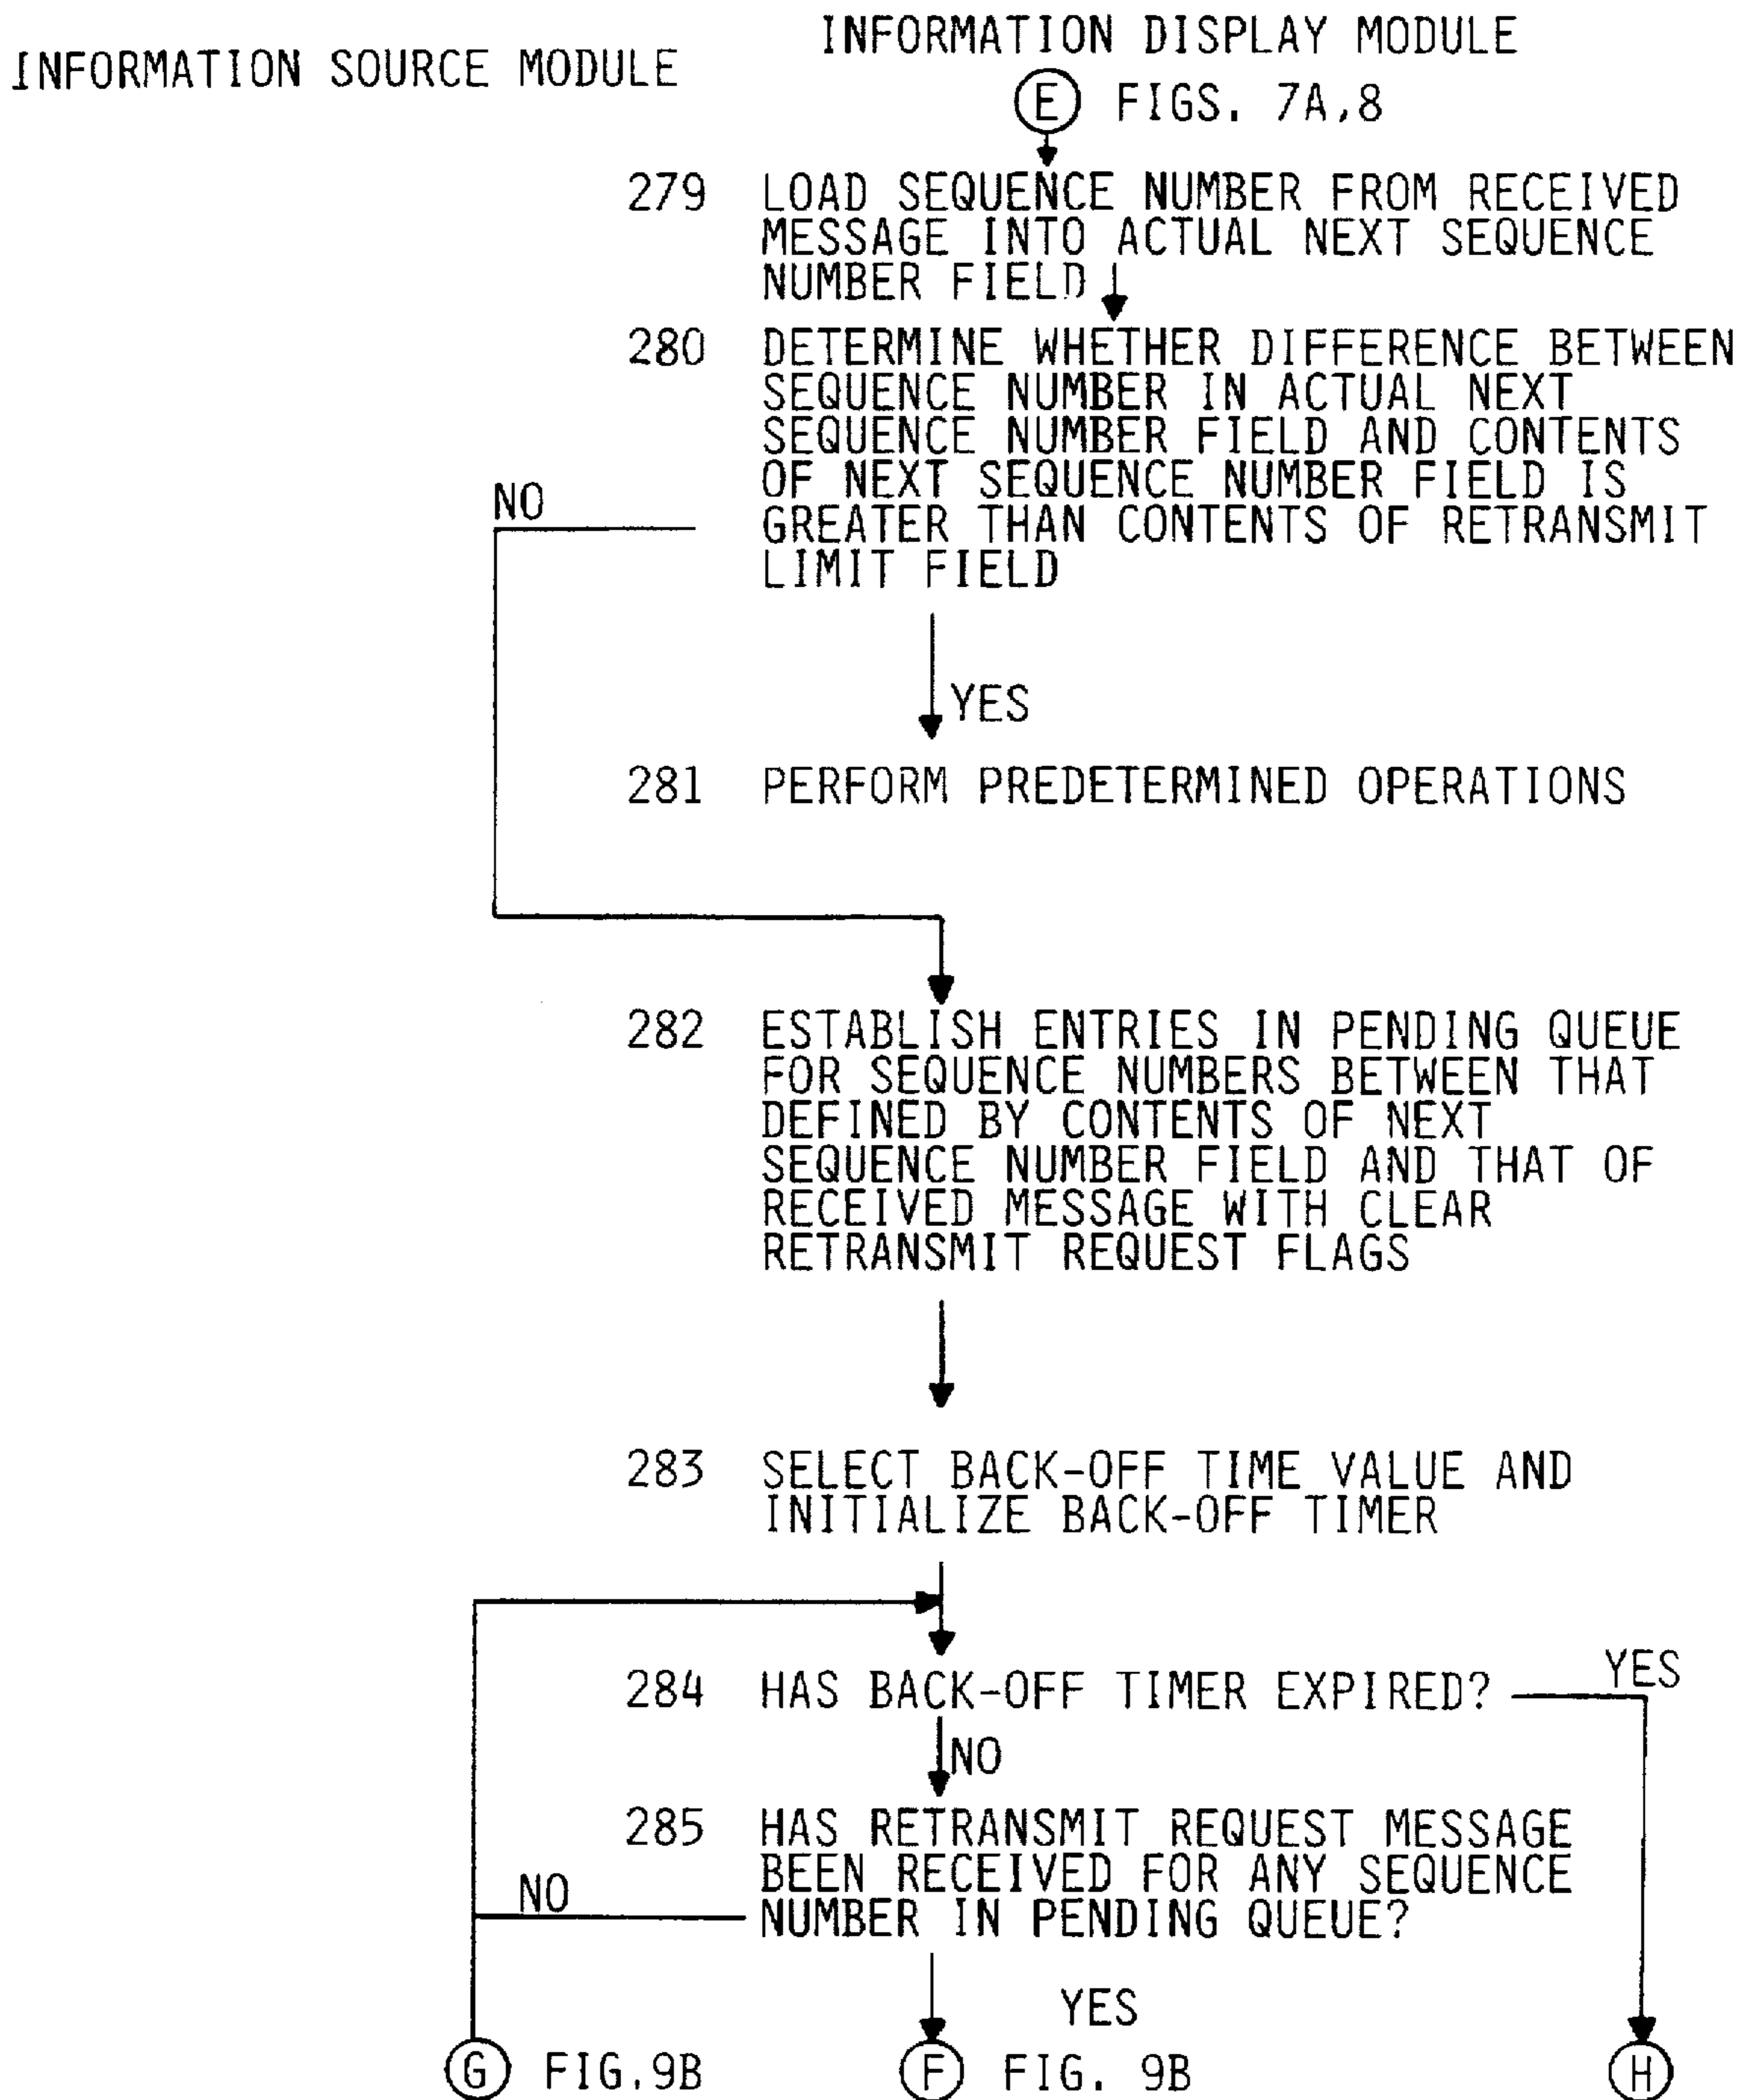 INFORMATION SOURCE MODULE
INFORMATION DISPLAY MODULE
E FIGS. 7A,8
279 LOAD SEQUENCE NUMBER FROM RECEIVED
MESSAGE INTO ACTUAL NEXT SEQUENCE
NUMBER FIELD
280 DETERMINE WHETHER DIFFERENCE BETWEEN
SEQUENCE NUMBER IN ACTUAL NEXT
SEQUENCE NUMBER FIELD AND CONTENTS
OF NEXT SEQUENCE NUMBER FIELD IS
GREATER THAN CONTENTS OF RETRANSMIT
LIMIT FIELD
NO
YES
281 PERFORM PREDETERMINED OPERATIONS
282 ESTABLISH ENTRIES IN PENDING QUEUE
FOR SEQUENCE NUMBERS BETWEEN THAT
DEFINED BY CONTENTS OF NEXT
SEQUENCE NUMBER FIELD AND THAT OF
RECEIVED MESSAGE WITH CLEAR
RETRANSMIT REQUEST FLAGS
283 SELECT BACK-OFF TIME VALUE AND
INITIALIZE BACK-OFF TIMER
284 HAS BACK-OFF TIMER EXPIRED?
YES
NO
285 HAS RETRANSMIT REQUEST MESSAGE
BEEN RECEIVED FOR ANY SEQUENCE
NUMBER IN PENDING QUEUE?
NO
YES
G FIG.9B
F FIG. 9B
H